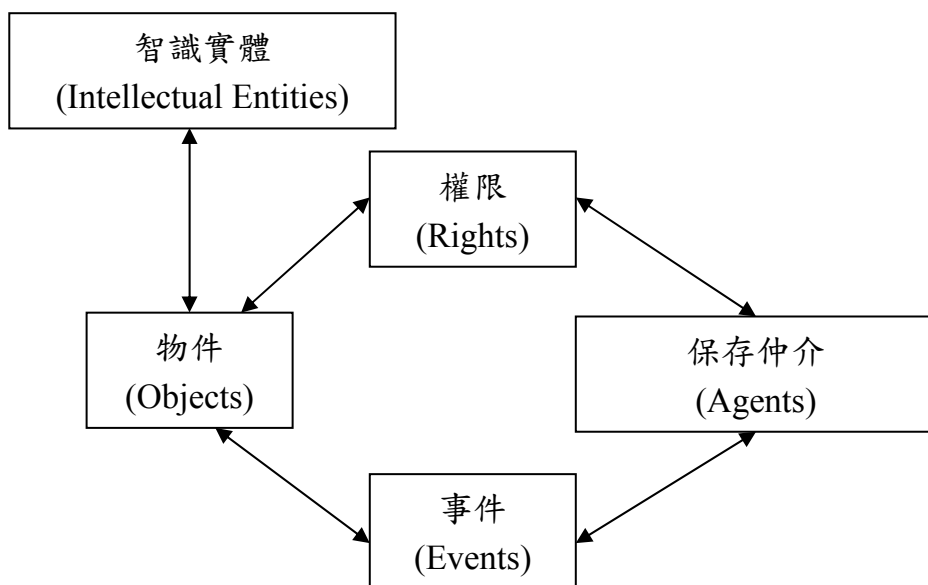 智識實體
(Intellectual Entities)
權限
(Rights)
物件
(Objects)
保存仲介
(Agents)
事件
(Events)